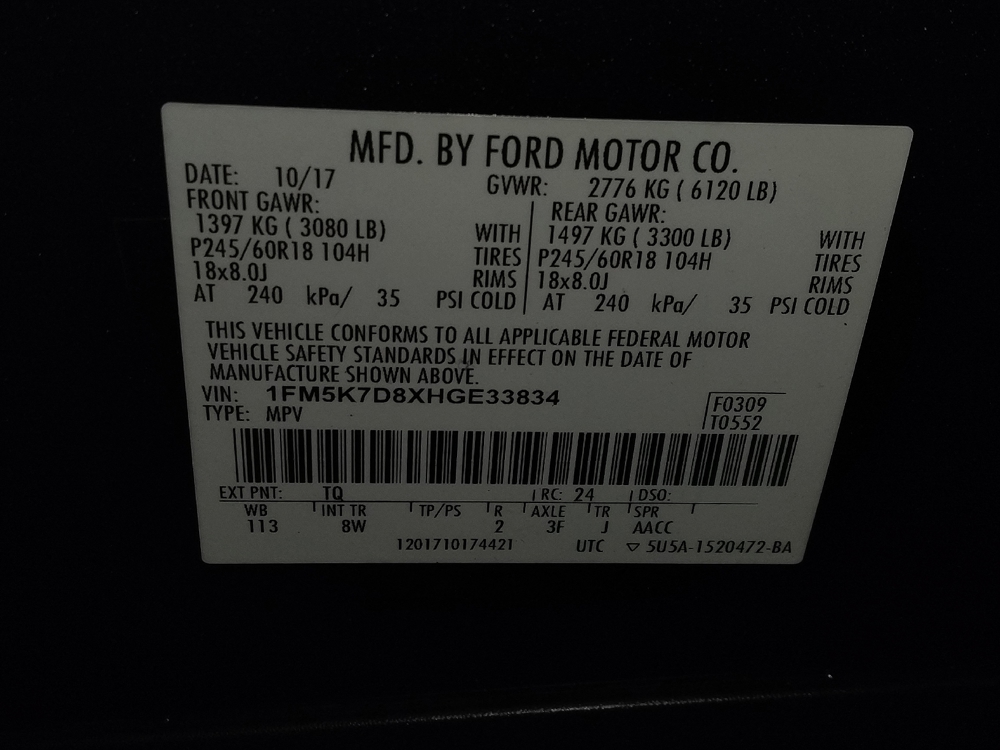 MFD. BY FORD MOTOR CO.
DATE: 10/17 GVWR: 2776 KG ( 6120 LB)
FRONT GAWR: REAR GAWR:
1397 KG ( 3080 LB) WITH 1497 KG ( 3300 LB) WITH
P245/60R18 104H TIRES P245/60R18 104H TIRES
18x8.0J RIMS 18x8.0J RIMS
AT 240 kPa/ 35 PSI COLD AT 240 kPa/ 35 PSI COLD
THIS VEHICLE CONFORMS TO ALL APPLICABLE FEDERAL MOTOR
VEHICLE SAFETY STANDARDS IN EFFECT ON THE DATE OF
MANUFACTURE SHOWN ABOVE.
VIN: 1FM5K7D8XHGE33834 F0309
TYPE: MPV T0552
EXT PNT: TQ RC: 24 DSO:
WB INT TR TP/PS R AXLE TR SPR
113 8W 2 3F J AACC
1201710174421 UTC ▽ 5U5A-1520472-BA